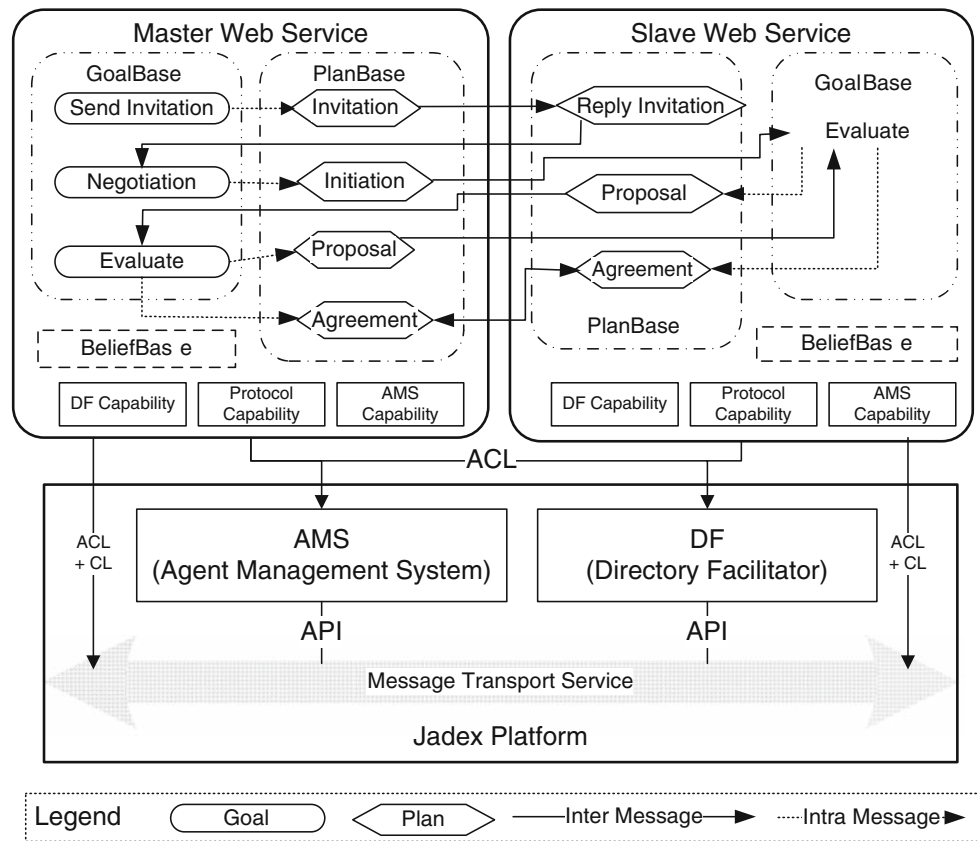 Master Web Service
Slave Web Service
GoalBase
PlanBase
GoalBase
Send Invitation
Invitation
Reply Invitation
Evaluate
Negotiation
Initiation
Proposal
Evaluate
Proposal
Agreement
Agreement
PlanBase
BeliefBas e
BeliefBas e
DF Capability
Protocol
Capability
AMS
Capability
DF Capability
Protocol
Capability
AMS
Capability
ACL
AMS
(Agent Management System)
DF
(Directory Facilitator)
ACL
+ CL
ACL
+ CL
API
API
Message Transport Service
Jadex Platform
Legend
Goal
Plan
Inter Message
Intra Message